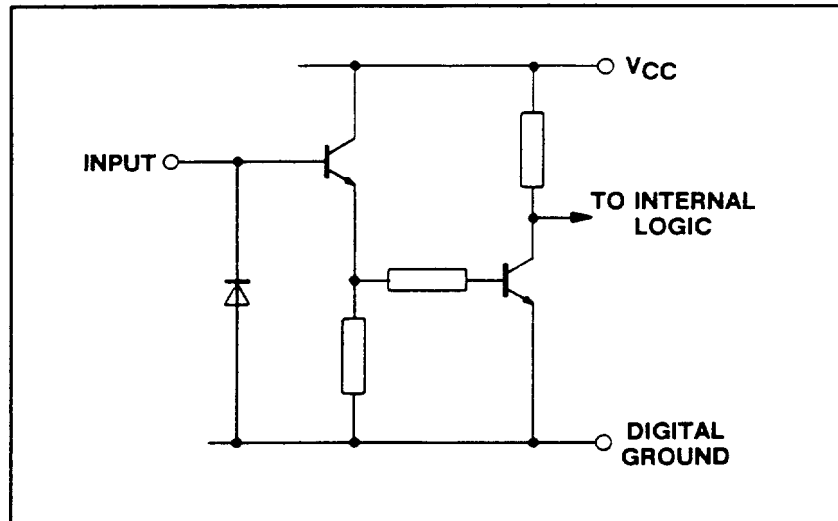 VCC
INPUT
TO INTERNAL
LOGIC
DIGITAL
GROUND